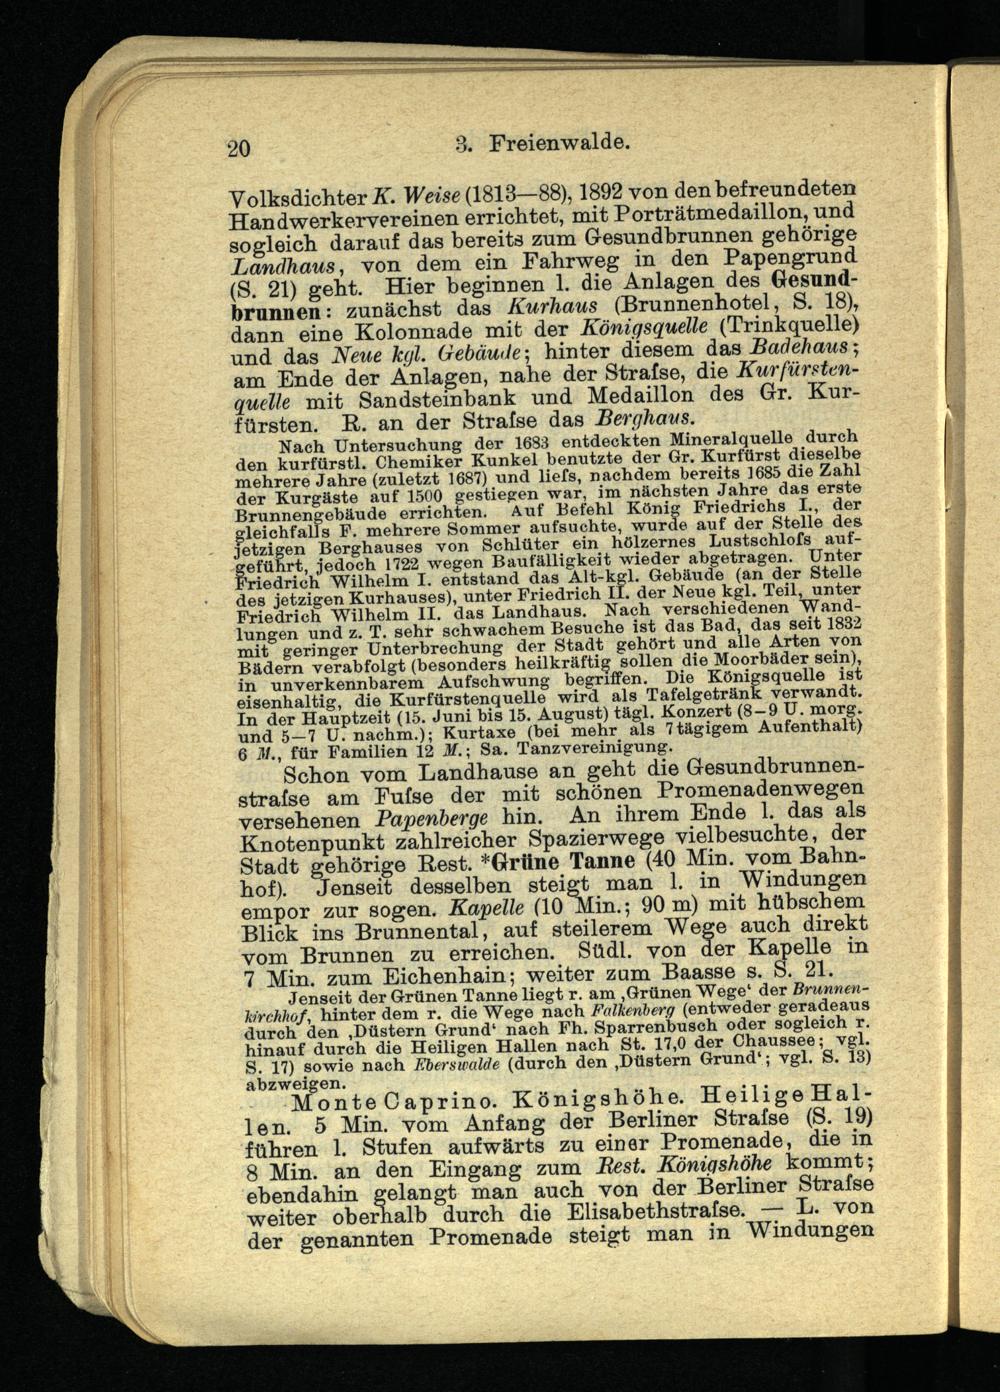 20
3. Freienwalde.
Volksdichter K. Weise (1813—88), 1892 von den befreundeten
Handwerkervereinen errichtet, mit Porträtmedaillon, und
sogleich darauf das bereits zum Gesundbrunnen gehörige
Landhaus, von dem ein Fahrweg in den Papengrund
(S. 21) geht. Hier beginnen l. die Anlagen des Gesund-
brunnen: zunächst das Kurhaus (Brunnenhotel, S. 18),
dann eine Kolonnade mit der Königsquelle (Trinkquelle)
und das Neue kgl. Gebäude; hinter diesem das Badehaus;
am Ende der Anlagen, nahe der Straſse, die Kurfürsten-
quelle mit Sandsteinbank und Medaillon des Gr. Kur-
fürsten. R. an der Straſse das Berghaus.
Nach Untersuchung der 1683 entdeckten Mineralquelle durch
den kurfürstl. Chemiker Kunkel benutzte der Gr. Kurfürst dieselbe
mehrere Jahre (zuletzt 1687) und lieſs, nachdem bereits 1685 die Zahl
der Kurgäste auf 1500 gestiegen war, im nächsten Jahre das erste
Brunnengebäude errichten. Auf Befehl König Friedrichs I., der
gleichfalls F. mehrere Sommer aufsuchte, wurde auf der Stelle des
jetzigen Berghauses von Schlüter ein hölzernes Lustschloſs auf-
geführt, jedoch 1722 wegen Baufälligkeit wieder abgetragen. Unter
Friedrich Wilhelm I. entstand das Alt-kgl. Gebäude (an der Stelle
des jetzigen Kurhauses), unter Friedrich II. der Neue kgl. Teil, unter
Friedrich Wilhelm II. das Landhaus. Nach verschiedenen Wand-
lungen und z. T. sehr schwachem Besuche ist das Bad, das seit 1832
mit geringer Unterbrechung der Stadt gehört und alle Arten von
Bädern verabfolgt (besonders heilkräftig sollen die Moorbäder sein),
in unverkennbarem Aufschwung begriffen. Die Königsquelle ist
eisenhaltig, die Kurfürstenquelle wird als Tafelgetränk verwandt.
In der Hauptzeit (15. Juni bis 15. August) tägl. Konzert (8—9 U. morg.
und 5—7 U. nachm.); Kurtaxe (bei mehr als 7 tägigem Aufenthalt)
6 M., für Familien 12 M.; Sa. Tanzvereinigung.
Schon vom Landhause an geht die Gesundbrunnen-
straſse am Fuſse der mit schönen Promenadenwegen
versehenen Papenberge hin. An ihrem Ende l. das als
Knotenpunkt zahlreicher Spazierwege vielbesuchte, der
Stadt gehörige Rest. *Grüne Tanne (40 Min. vom Bahn-
hof). Jenseit desselben steigt man l. in Windungen
empor zur sogen. Kapelle (10 Min.; 90 m) mit hübschem
Blick ins Brunnental, auf steilerem Wege auch direkt
vom Brunnen zu erreichen. Südl. von der Kapelle in
7 Min. zum Eichenhain; weiter zum Baasse s. S. 21.
Jenseit der Grünen Tanne liegt r. am ‚Grünen Wege‘ der Brunnen-
kirchhof, hinter dem r. die Wege nach Falkenberg (entweder geradeaus
durch den ‚Düstern Grund‘ nach Fh. Sparrenbusch oder sogleich r.
hinauf durch die Heiligen Hallen nach St. 17,0 der Chaussee; vgl.
S. 17) sowie nach Eberswalde (durch den ‚Düstern Grund‘; vgl. S. 13)
abzweigen.
Monte Caprino. Königshöhe. Heilige Hal-
len. 5 Min. vom Anfang der Berliner Straſse (S. 19)
führen l. Stufen aufwärts zu einer Promenade, die in
8 Min. an den Eingang zum Rest. Königshöhe kommt;
ebendahin gelangt man auch von der Berliner Straſse
weiter oberhalb durch die Elisabethstraſse. — L. von
der genannten Promenade steigt man in Windungen